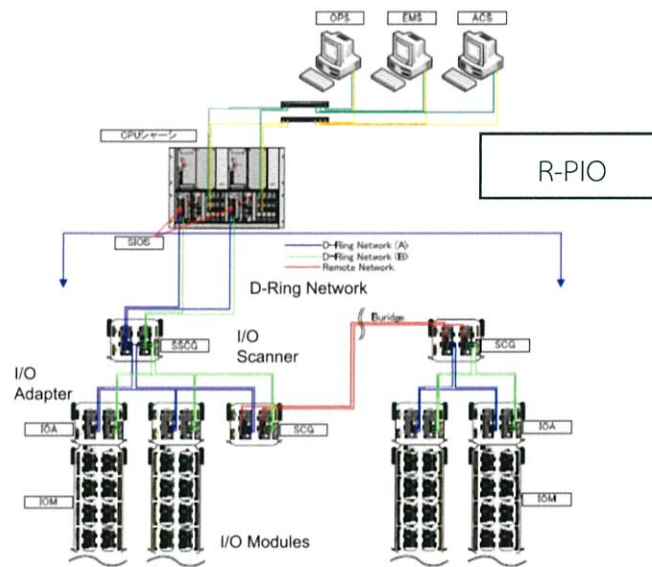 OPS
EMS
ACS
CPUシャーシ
R-PIO
SIOS
D-Ring Network (A)
D-Ring Network (B)
Remote Network
D-Ring Network
Buridge
SSCG
I/O
Scanner
SCG
I/O
Adapter
IOA
SCG
IOA
IOM
IOM
I/O Modules